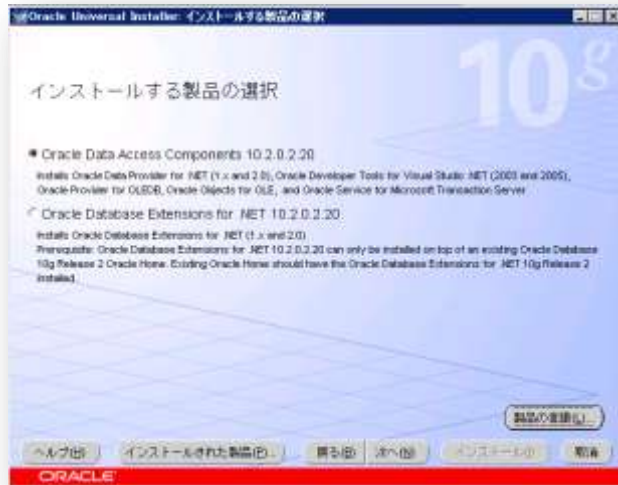 Oracle Universal Installer: インストールする製品の選択
10g
インストールする製品の選択
Oracle Data Access Components 10.2.0.2.20
Installs Oracle Data Provider for .NET (1.x and 2.0), Oracle Developer Tools for Visual Studio .NET (2003 and 2005),
Oracle Provider for OLEDB, Oracle Objects for OLE, and Oracle Service for Microsoft Transaction Server
Oracle Database Extensions for .NET 10.2.0.2.20
Installs Oracle Database Extensions for .NET (1.x and 2.0)
Prerequisite: Oracle Database Extensions for .NET 10.2.0.2.20 can only be installed on top of an existing Oracle Database
10g Release 2 Oracle Home. Existing Oracle Home should have the Oracle Database Extensions for .NET 10g Release 2
installed.
製品の言語(L)...
ヘルプ(H) インストールされた製品(P)... 戻る(B) 次へ(N) インストール(I) 取消
ORACLE